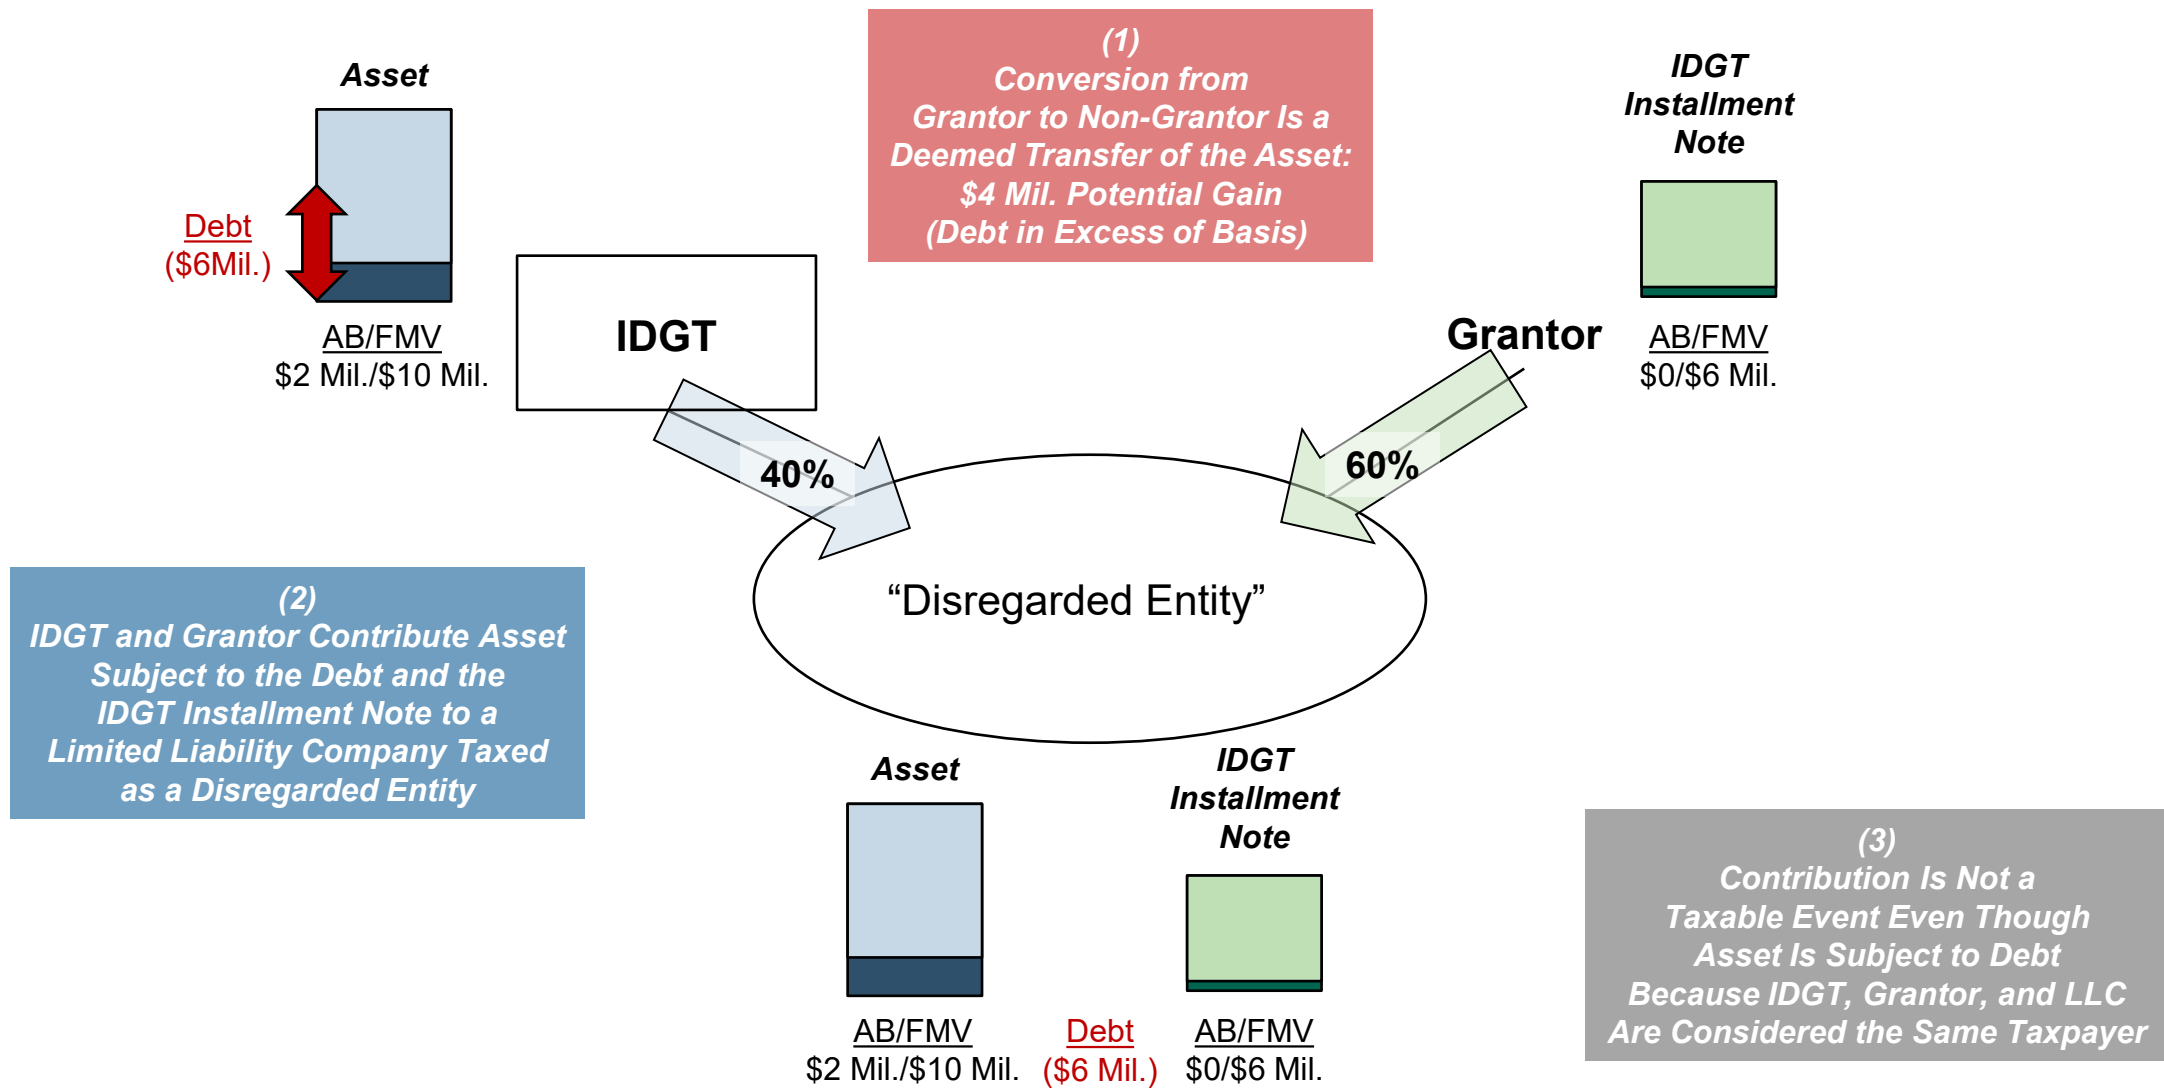 Asset
Debt
($6Mil.)
AB/FMV
$2 Mil./$10 Mil.
IDGT
(1)
Conversion from
Grantor to Non-Grantor Is a
Deemed Transfer of the Asset:
$4 Mil. Potential Gain
(Debt in Excess of Basis)
IDGT
Installment
Note
Grantor
AB/FMV
$0/$6 Mil.
40%
60%
“Disregarded Entity”
(2)
IDGT and Grantor Contribute Asset
Subject to the Debt and the
IDGT Installment Note to a
Limited Liability Company Taxed
as a Disregarded Entity
Asset
AB/FMV
$2 Mil./$10 Mil.
Debt
($6 Mil.)
IDGT
Installment
Note
AB/FMV
$0/$6 Mil.
(3)
Contribution Is Not a
Taxable Event Even Though
Asset Is Subject to Debt
Because IDGT, Grantor, and LLC
Are Considered the Same Taxpayer